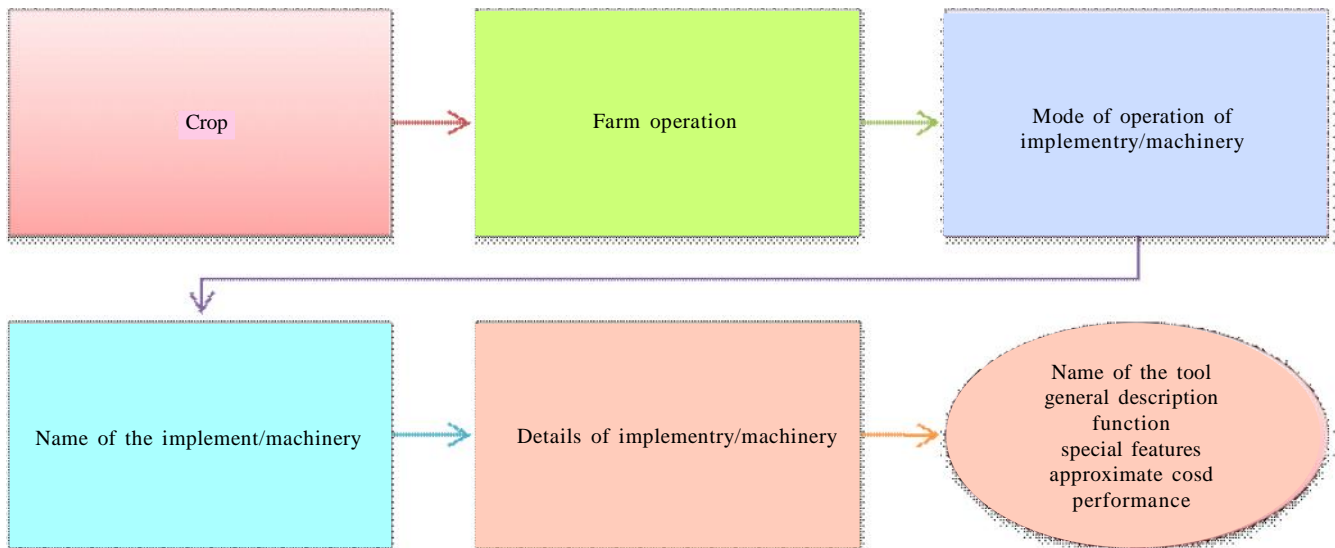 Crop
Farm operation
Mode of operation of
implementry/machinery
Name of the implement/machinery
Details of implementry/machinery
Name of the tool
general description
function
special features
approximate cosd
performance